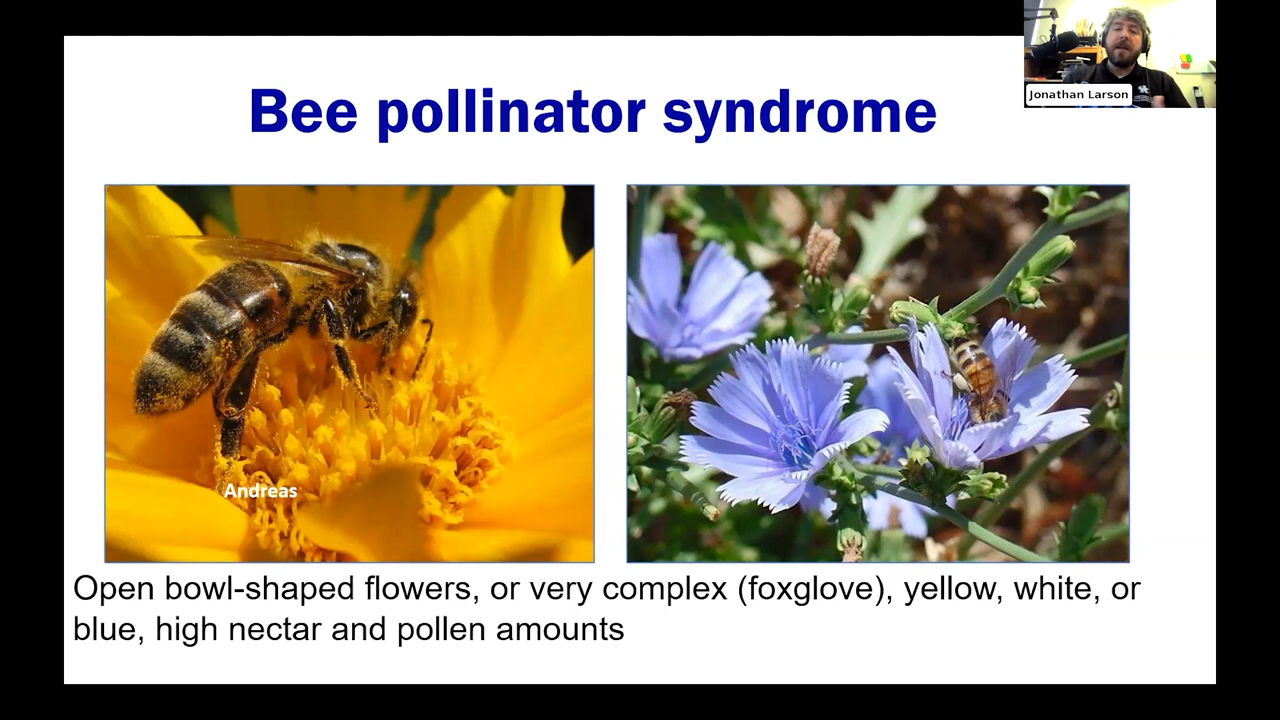 Jonathan Larson
Bee pollinator syndrome
Andreas
Open bowl-shaped flowers, or very complex (foxglove), yellow, white, or
blue, high nectar and pollen amounts